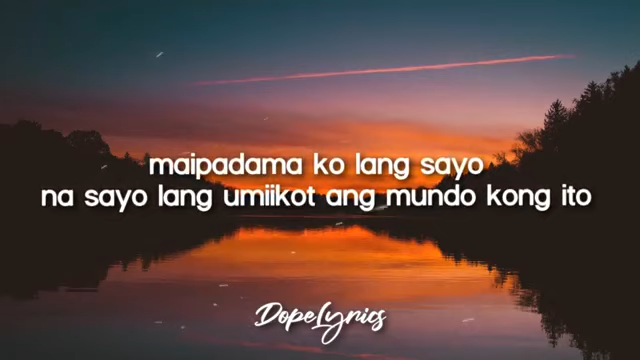 maipadama ko lang sayo
na sayo lang umiikot ang mundo kong ito
DopeLyrics